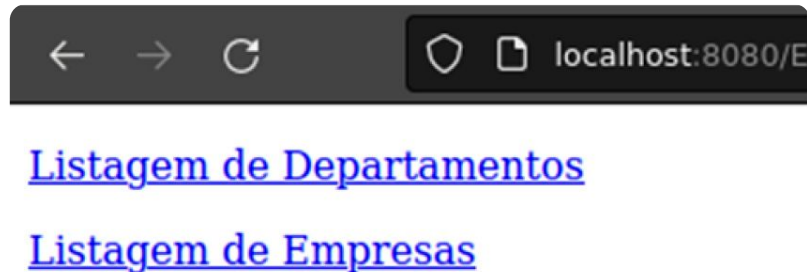 localhost:8080/E
Listagem de Departamentos
Listagem de Empresas